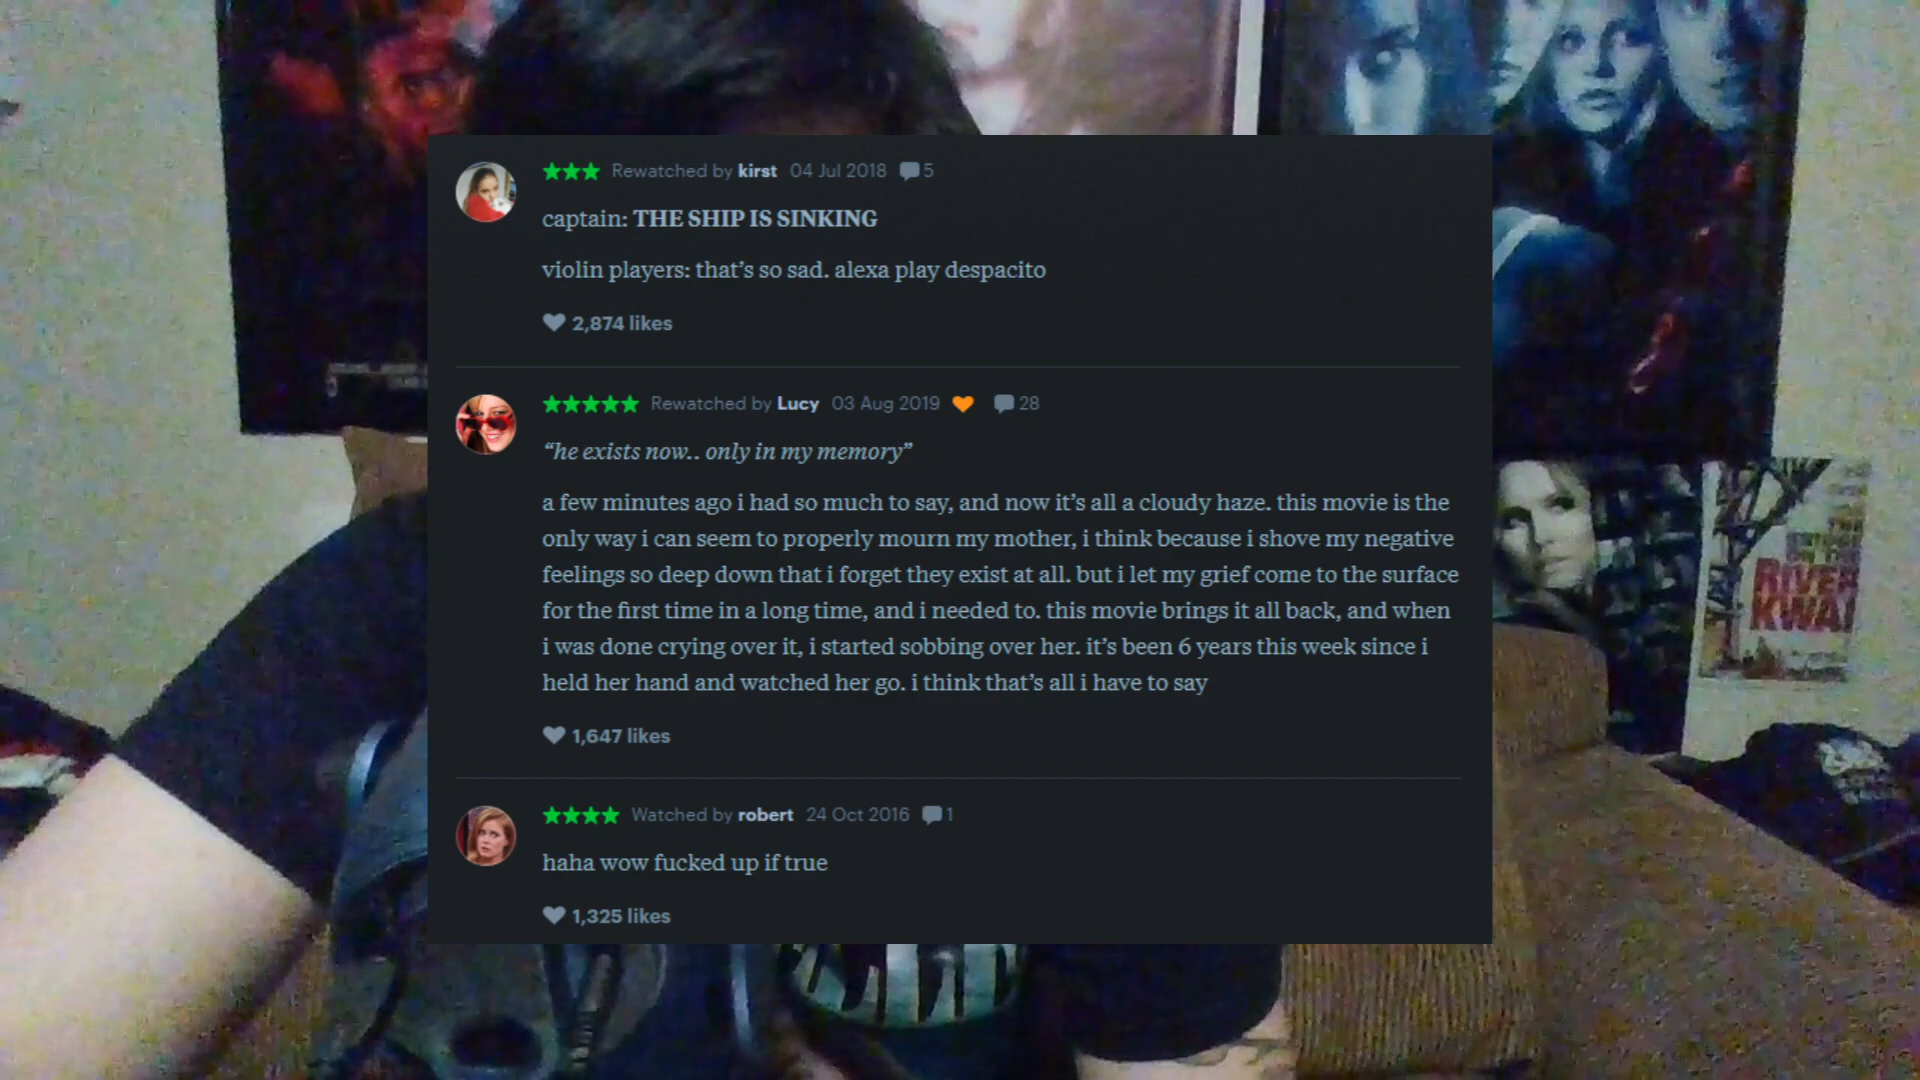 Rewatched by kirst 04 Jul 2018 5
captain: THE SHIP IS SINKING
violin players: that’s so sad. alexa play despacito
2,874 likes
Rewatched by Lucy 03 Aug 2019 28
“he exists now.. only in my memory”
a few minutes ago i had so much to say, and now it’s all a cloudy haze. this movie is the
only way i can seem to properly mourn my mother, i think because i shove my negative
feelings so deep down that i forget they exist at all. but i let my grief come to the surface
for the first time in a long time, and i needed to. this movie brings it all back, and when
i was done crying over it, i started sobbing over her. it’s been 6 years this week since i
held her hand and watched her go. i think that’s all i have to say
1,647 likes
Watched by robert 24 Oct 2016 1
haha wow fucked up if true
1,325 likes
RIVER
KWAI